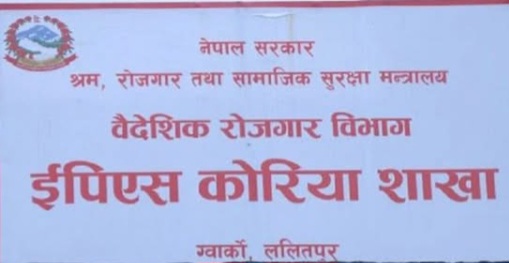 नेपाल सरकार
श्रम, रोजगार तथा सामाजिक सुरक्षा मन्त्रालय
वैदेशिक रोजगार विभाग
ईपिएस कोरिया शाखा
ग्वार्को, ललितपुर